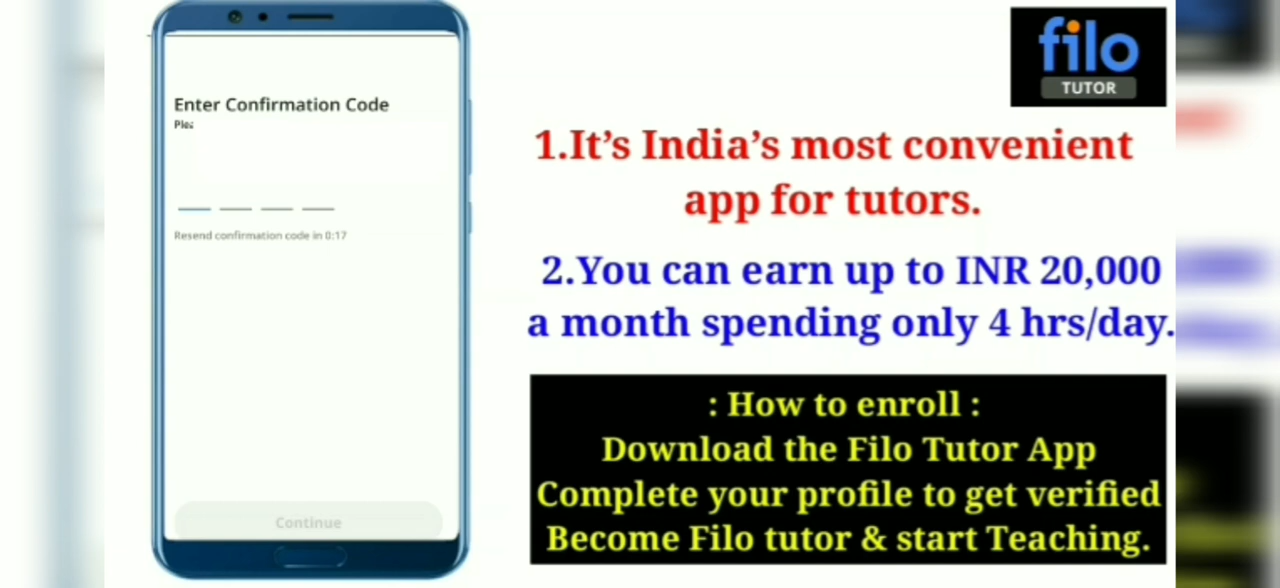 Enter Confirmation Code
Resend confirmation code in 0:17
Continue
filo
TUTOR
1.It's India's most convenient
app for tutors.
2.You can earn up to INR 20,000
a month spending only 4 hrs/day.
: How to enroll :
Download the Filo Tutor App
Complete your profile to get verified
Become Filo tutor & start Teaching.